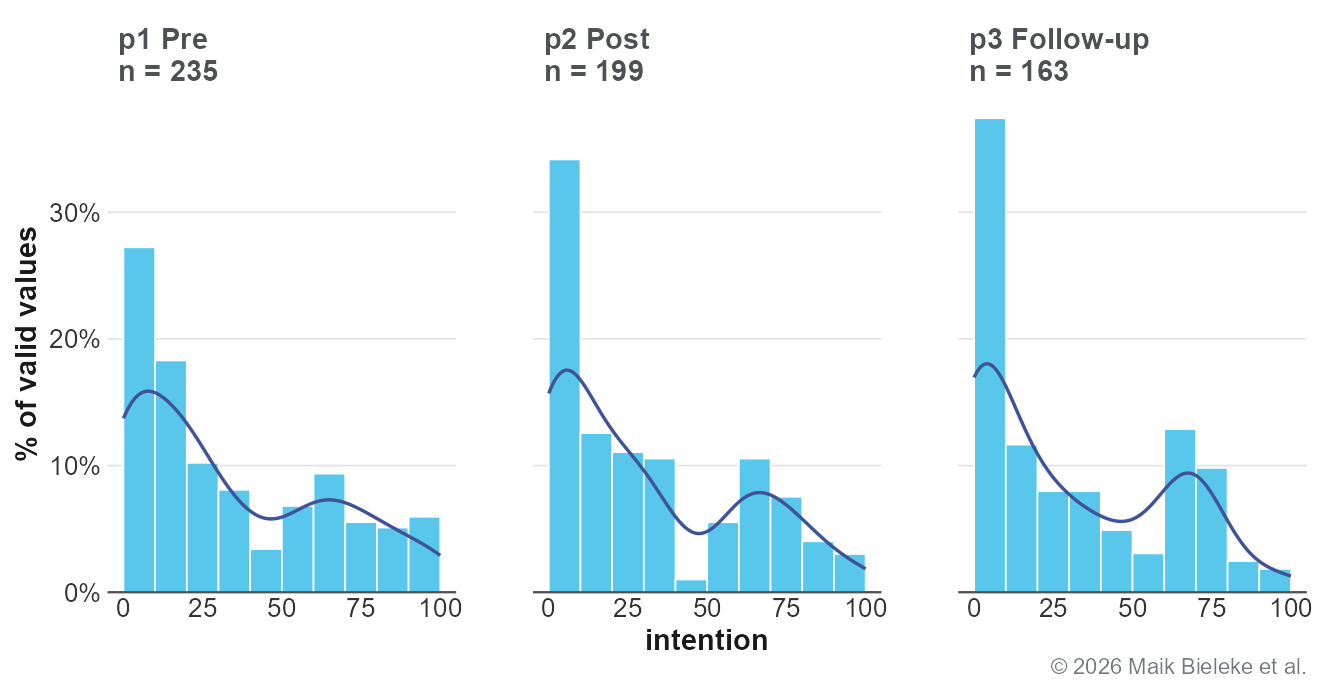 p1 Pre
n = 235
p2 Post
n = 199
p3 Follow-up
n = 163
% of valid values
30%
20%
10%
0%
0 25 50 75 100
0 25 50 75 100
0 25 50 75 100
intention
© 2026 Maik Bieleke et al.